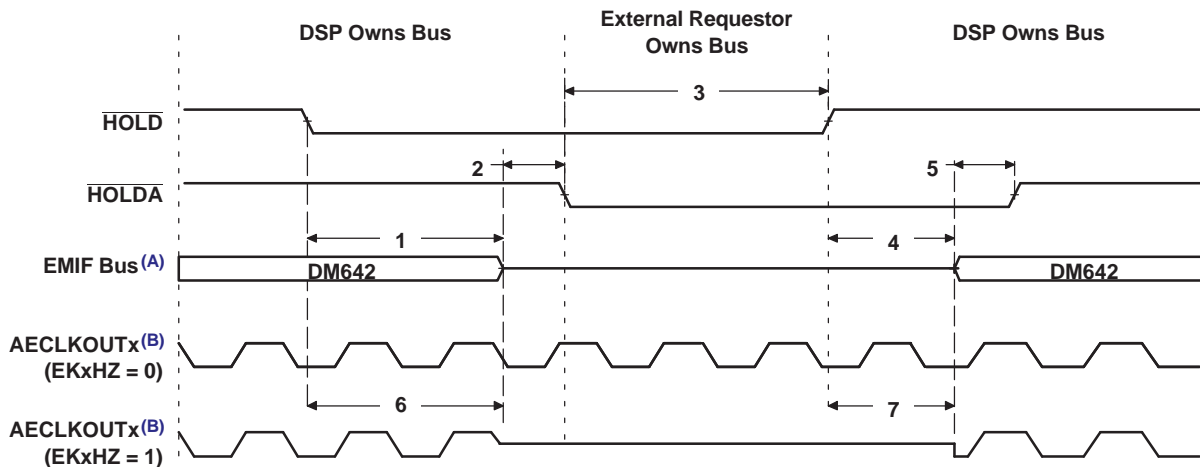 DSP Owns Bus
External Requestor
Owns Bus
DSP Owns Bus
3
HOLD
2
5
HOLDA
1
4
EMIF Bus(A)
DM642
DM642
AECLKOUTx(B)
(EKxHZ = 0)
6
7
AECLKOUTx(B)
(EKxHZ = 1)